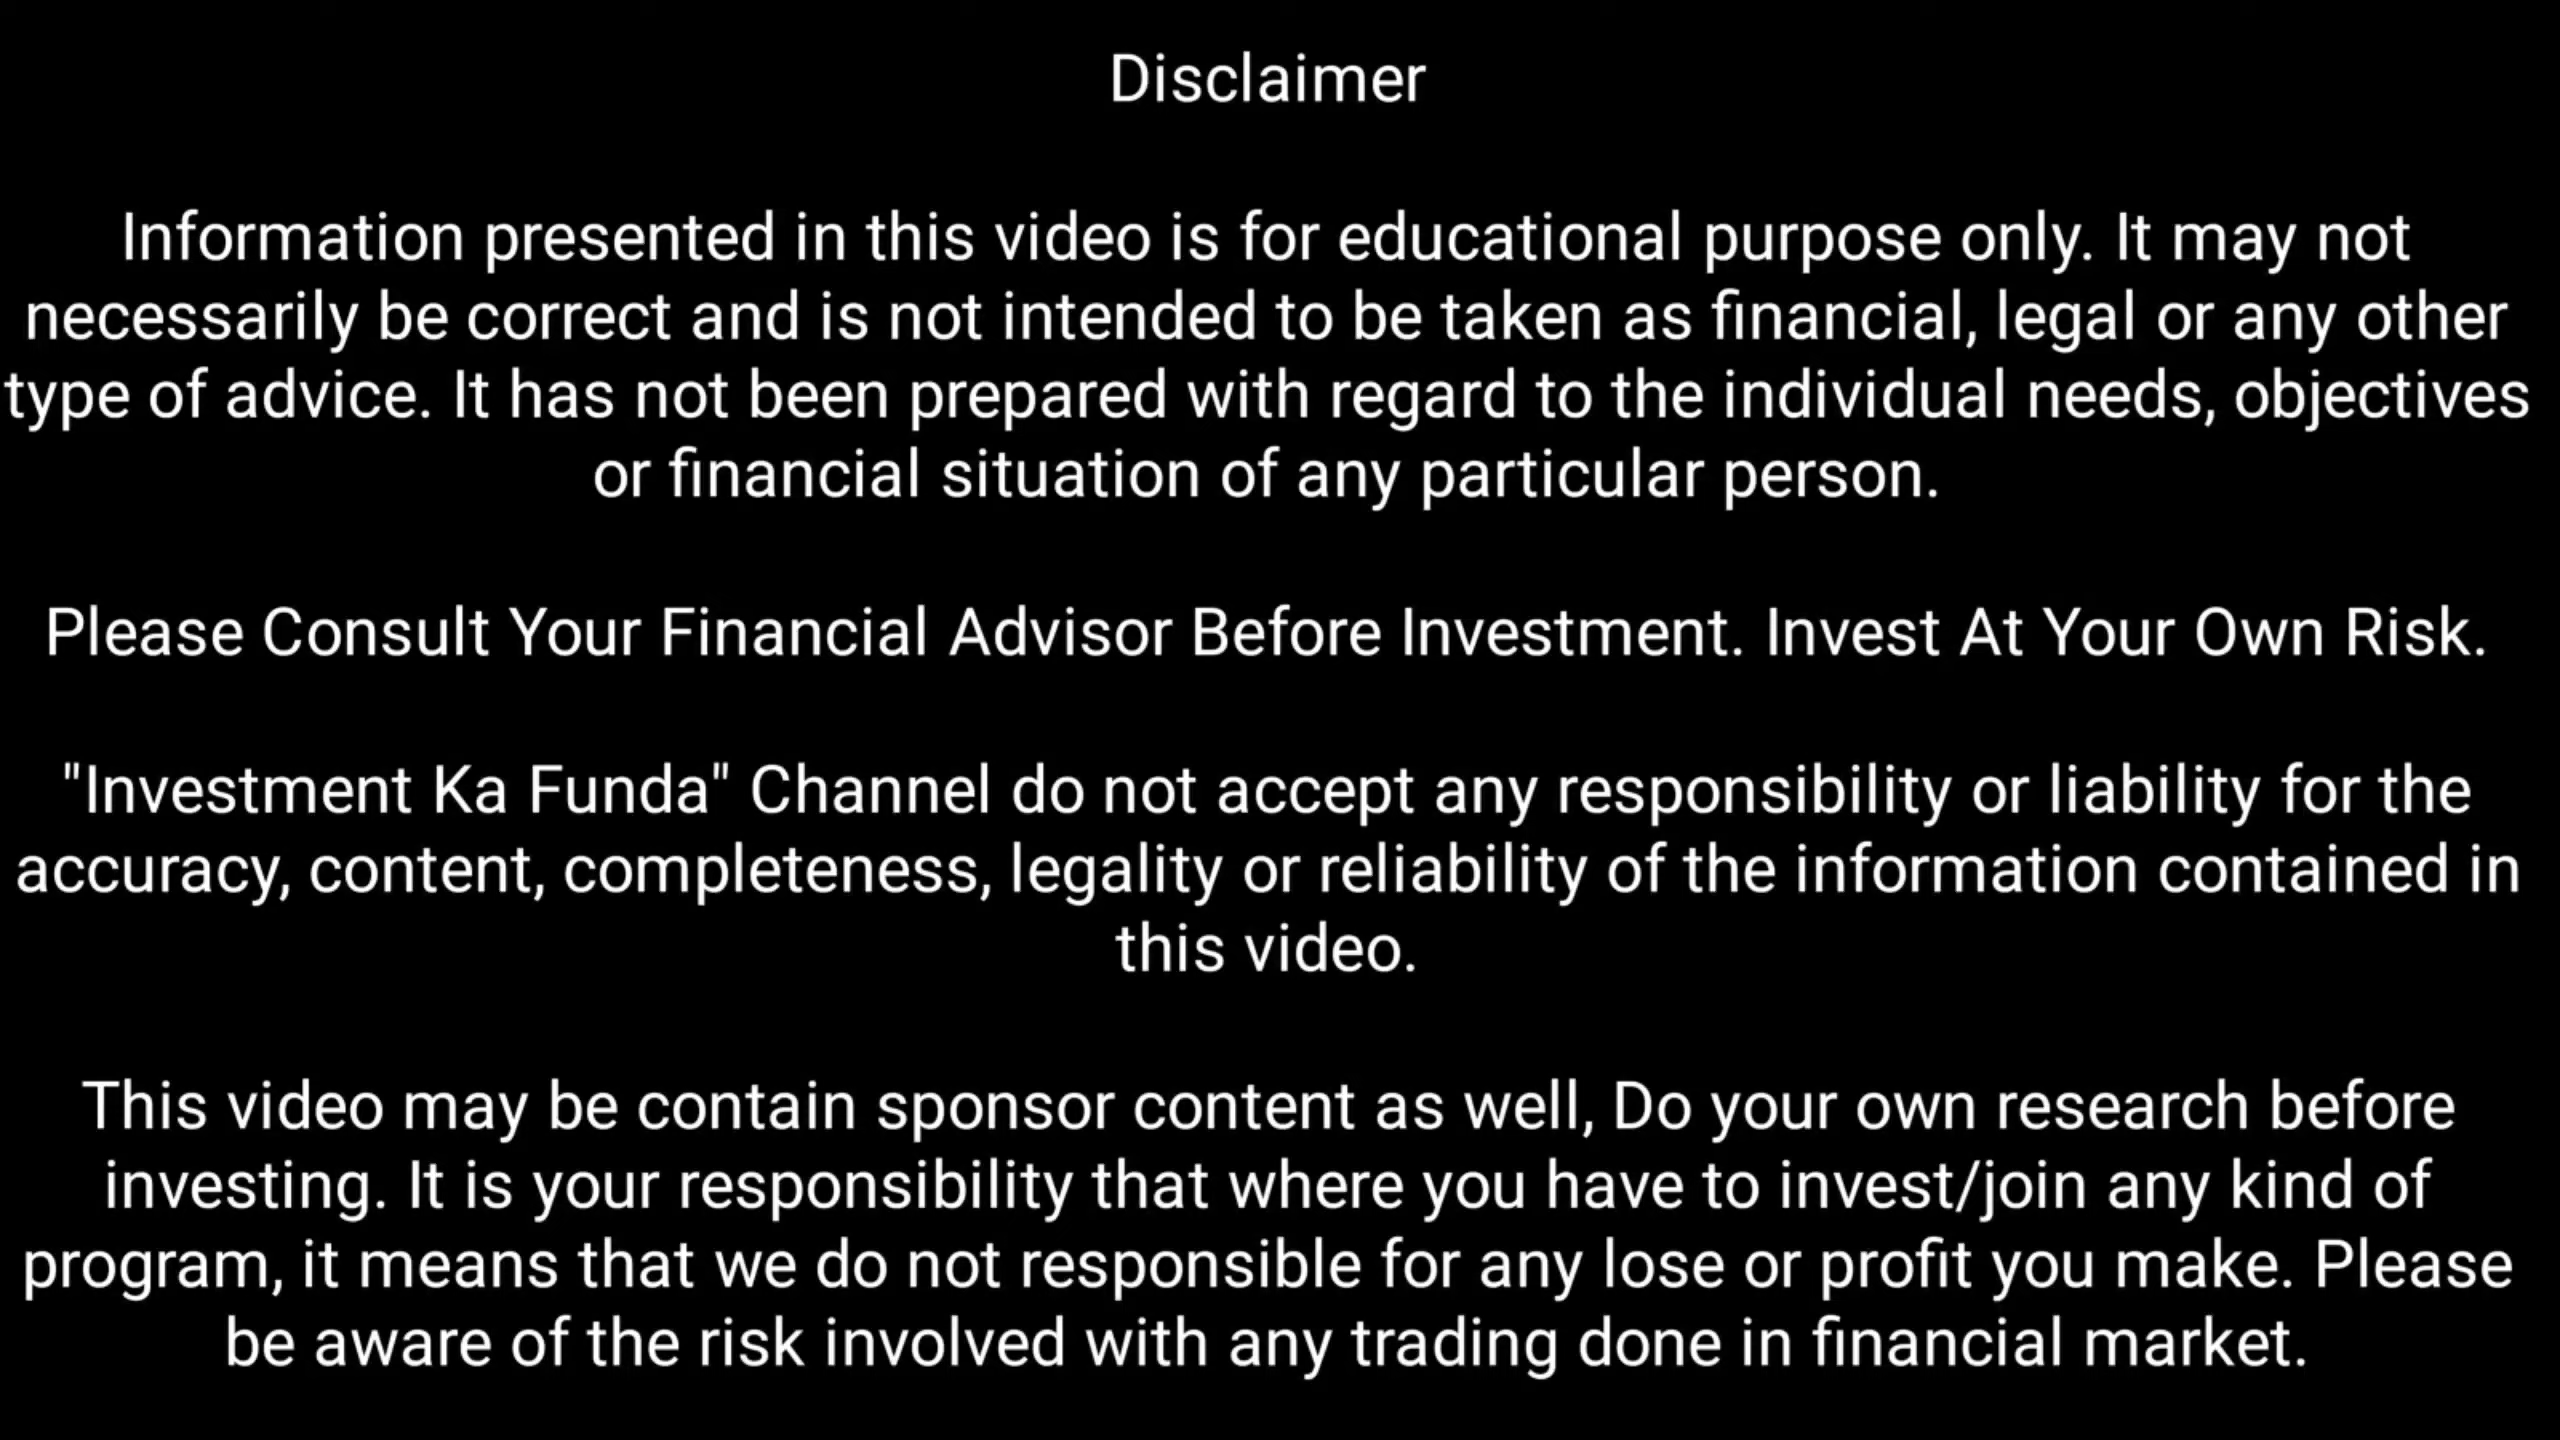 Disclaimer
Information presented in this video is for educational purpose only. It may not
necessarily be correct and is not intended to be taken as financial, legal or any other
type of advice. It has not been prepared with regard to the individual needs, objectives
or financial situation of any particular person.
Please Consult Your Financial Advisor Before Investment. Invest At Your Own Risk.
"Investment Ka Funda" Channel do not accept any responsibility or liability for the
accuracy, content, completeness, legality or reliability of the information contained in
this video.
This video may be contain sponsor content as well, Do your own research before
investing. It is your responsibility that where you have to invest/join any kind of
program, it means that we do not responsible for any lose or profit you make. Please
be aware of the risk involved with any trading done in financial market.